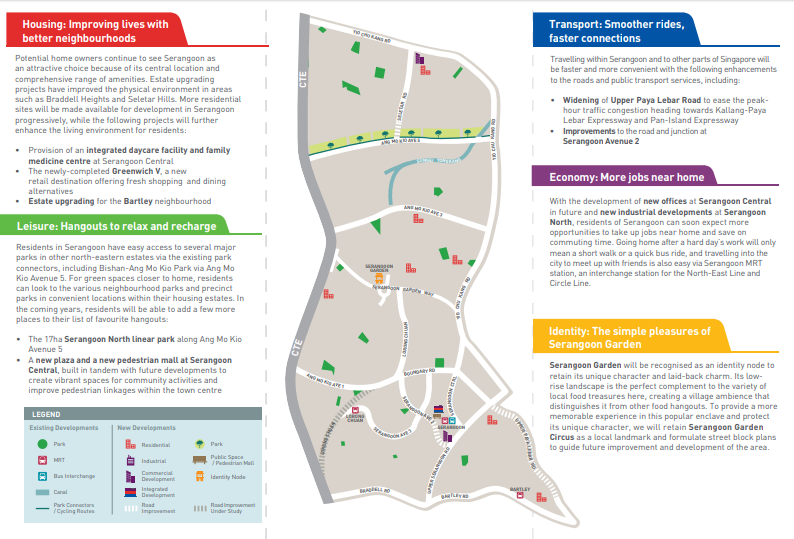 Housing: Improving lives with
better neighbourhoods
Potential home owners continue to see Serangoon as
an attractive choice because of its central location and
comprehensive range of amenities. Estate upgrading
projects have improved the physical environment in areas
such as Braddell Heights and Seletar Hills. More residential
sites will be made available for development in Serangoon
progressively, while the following projects will further
enhance the living environment for residents:
• Provision of an integrated daycare facility and family
medicine centre at Serangoon Central
• The newly-completed Greenwich V, a new
retail destination offering fresh shopping and dining
alternatives
• Estate upgrading for the Bartley neighbourhood
Leisure: Hangouts to relax and recharge
Residents in Serangoon have easy access to several major
parks in other north-eastern estates via the existing park
connectors, including Bishan-Ang Mo Kio Park via Ang Mo
Kio Avenue 5. For green spaces closer to home, residents
can look to the various neighbourhood parks and precinct
parks in convenient locations within their housing estates. In
the coming years, residents will be able to add a few more
places to their list of favourite hangouts:
• The 17ha Serangoon North linear park along Ang Mo Kio
Avenue 5
• A new plaza and a new pedestrian mall at Serangoon
Central, built in tandem with future developments to
create vibrant spaces for community activities and
improve pedestrian linkages within the town centre
LEGEND
Existing Developments
Park
MRT
Bus Interchange
Canal
Park Connectors
/ Cycling Routes
New Developments
Residential
Industrial
Commercial
Development
Integrated
Development
Road
Improvement
Park
Public Space
/ Pedestrian Mall
Identity Node
Road Improvement
Under Study
YIO CHU KANG RD
CTE
SELETAR RD
ANG MO KIO AVE 5
YIO CHU KANG RD
ANG MO KIO AVE 3
SERANGOON
GARDEN
SERANGOON GARDEN WAY
YIO CHU KANG RD
LORONG CHUAN
CTE
BOUNDARY RD
ANG MO KIO AVE 1
LORONG
CHUAN
LORONG CHUAN
SERANGOON AVE 2
SERANGOON AVE 3
SERANGOON
UPPER SERANGOON RD
UPPER PAYA LEBAR RD
BRADDELL RD
BARTLEY RD
BARTLEY
Transport: Smoother rides,
faster connections
Travelling within Serangoon and to other parts of Singapore will
be faster and more convenient with the following enhancements
to the roads and public transport services, including:
• Widening of Upper Paya Lebar Road to ease the peak-
hour traffic congestion heading towards Kallang-Paya
Lebar Expressway and Pan-Island Expressway
• Improvements to the road and junction at
Serangoon Avenue 2
Economy: More jobs near home
With the development of new offices at Serangoon Central
in future and new industrial developments at Serangoon
North, residents of Serangoon can soon expect more
opportunities to take up jobs near home and save on
commuting time. Going home after a hard day's work will only
mean a short walk or a quick bus ride, and travelling into the
city to meet up with friends is also easy via Serangoon MRT
station, an interchange station for the North-East Line and
Circle Line.
Identity: The simple pleasures of
Serangoon Garden
Serangoon Garden will be recognised as an identity node to
retain its unique character and laid-back charm. Its low-
rise landscape is the perfect complement to the variety of
local food treasures here, creating a village ambience that
distinguishes it from other food hangouts. To provide a more
memorable experience in this popular enclave and protect
its unique character, we will retain Serangoon Garden
Circus as a local landmark and formulate street block plans
to guide future improvement and development of the area.